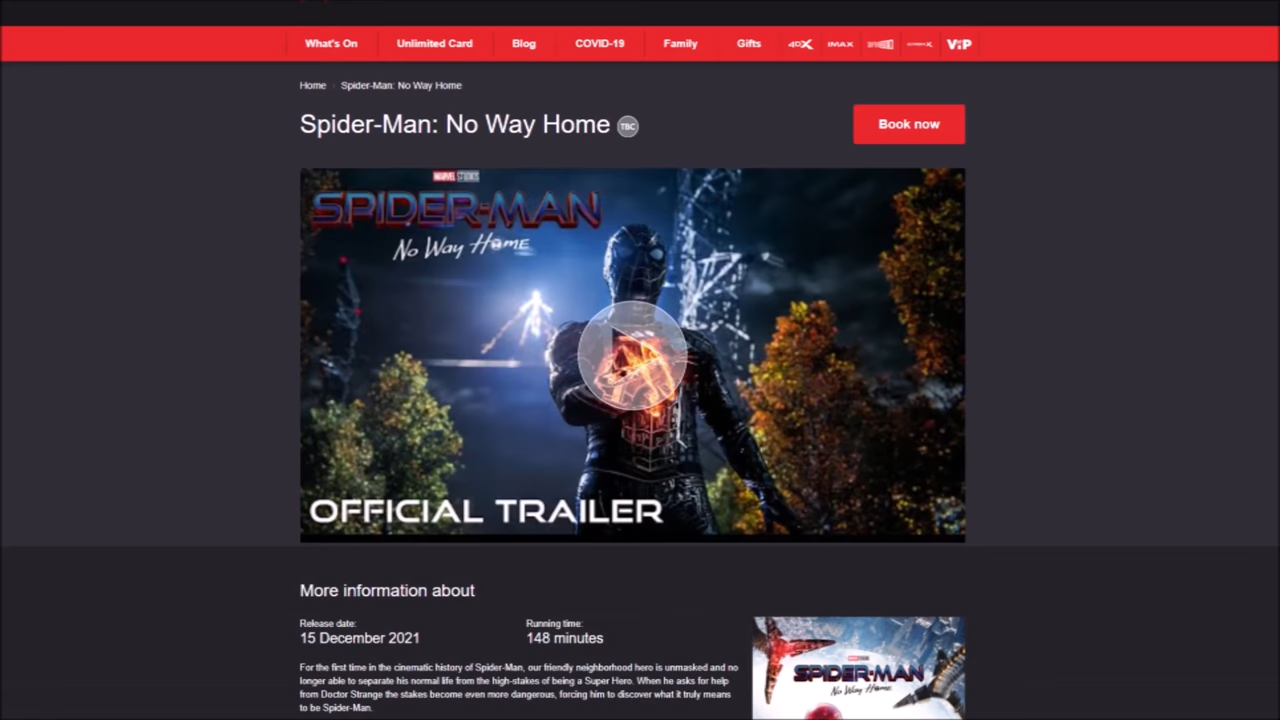 What's On
Unlimited Card
Blog
COVID-19
Family
Gifts
4DX
IMAX
VIP
Home
Spider-Man: No Way Home
Spider-Man: No Way Home
TBC
Book now
MARVEL STUDIOS
SPIDER-MAN
No Way Home
OFFICIAL TRAILER
More information about
Release date:
15 December 2021
Running time:
148 minutes
For the first time in the cinematic history of Spider-Man, our friendly neighborhood hero is unmasked and no
longer able to separate his normal life from the high-stakes of being a Super Hero. When he asks for help
from Doctor Strange the stakes become even more dangerous, forcing him to discover what it truly means
to be Spider-Man.
SPIDER-MAN
No Way Home